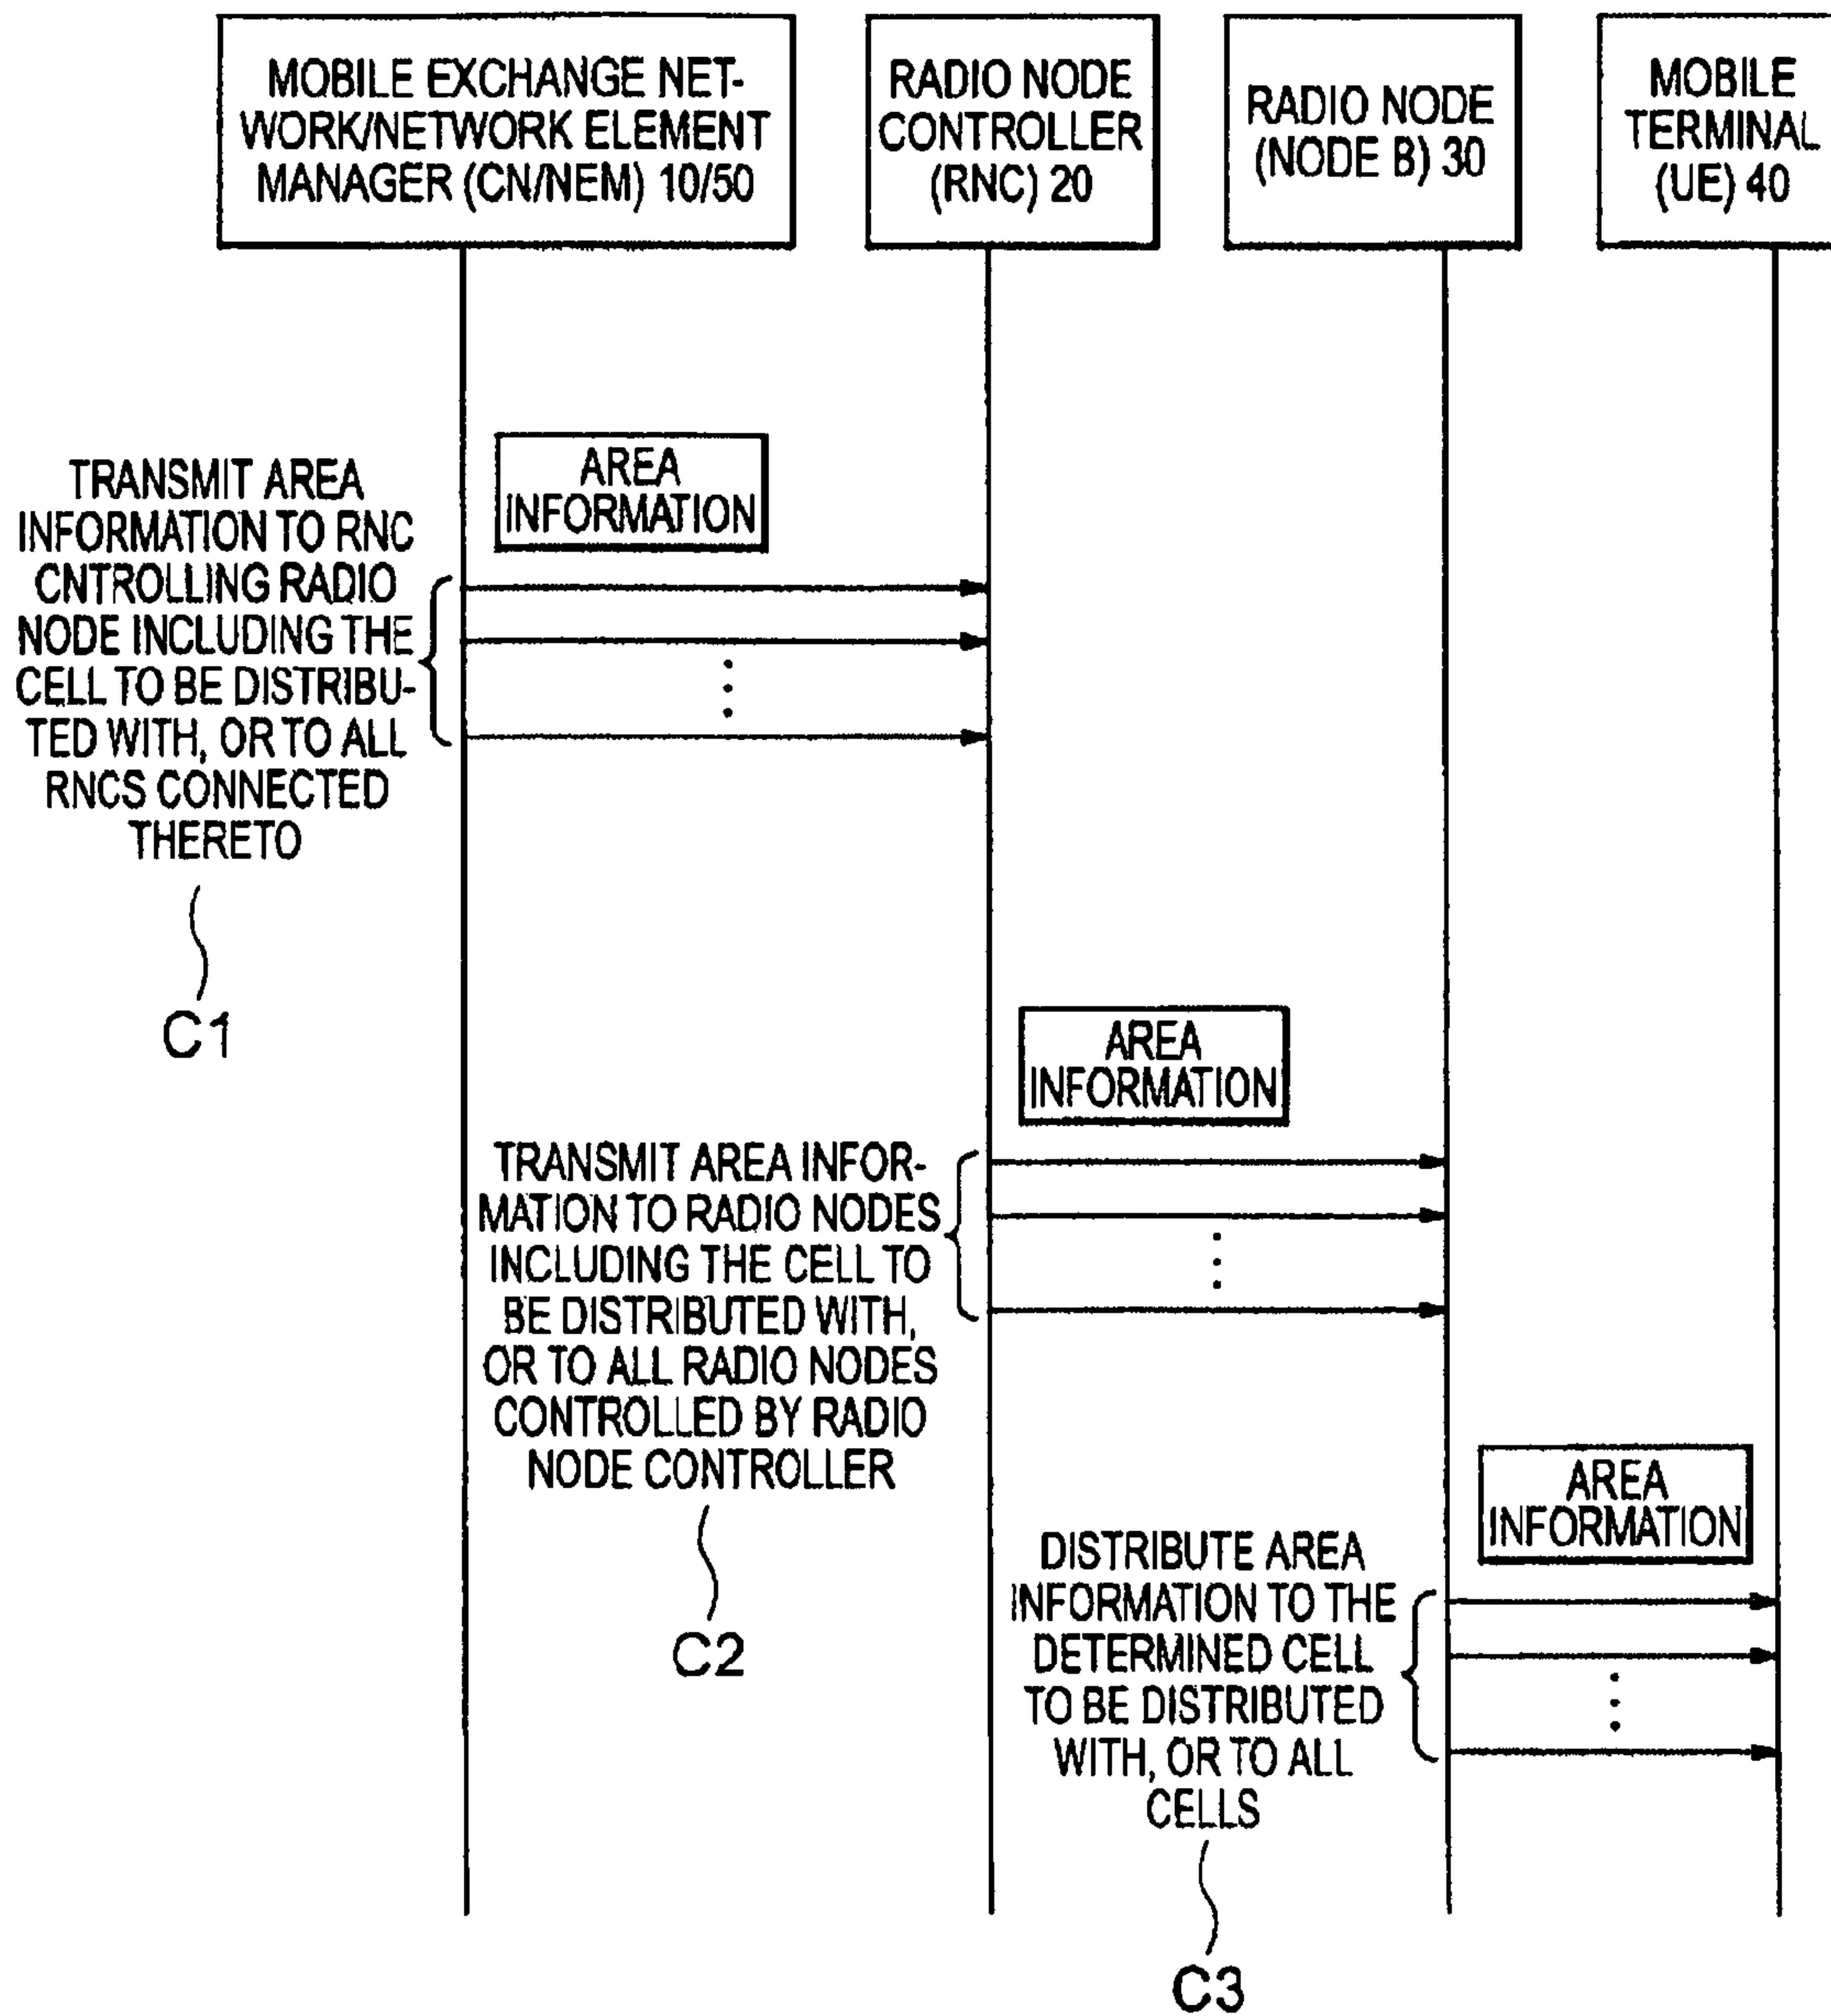 MOBILE EXCHANGE NET-
WORK/NETWORK ELEMENT
MANAGER (CN/NEM) 10/50
RADIO NODE
CONTROLLER
(RNC) 20
RADIO NODE
(NODE B) 30
MOBILE
TERMINAL
(UE) 40
AREA
INFORMATION
TRANSMIT AREA
INFORMATION TO RNC
CNTROLLING RADIO
NODE INCLUDING THE
CELL TO BE DISTRIBU-
TED WITH, OR TO ALL
RNCS CONNECTED
THERETO
C1
AREA
INFORMATION
TRANSMIT AREA INFOR-
MATION TO RADIO NODES
INCLUDING THE CELL TO
BE DISTRIBUTED WITH,
OR TO ALL RADIO NODES
CONTROLLED BY RADIO
NODE CONTROLLER
C2
AREA
INFORMATION
DISTRIBUTE AREA
INFORMATION TO THE
DETERMINED CELL
TO BE DISTRIBUTED
WITH, OR TO ALL
CELLS
C3